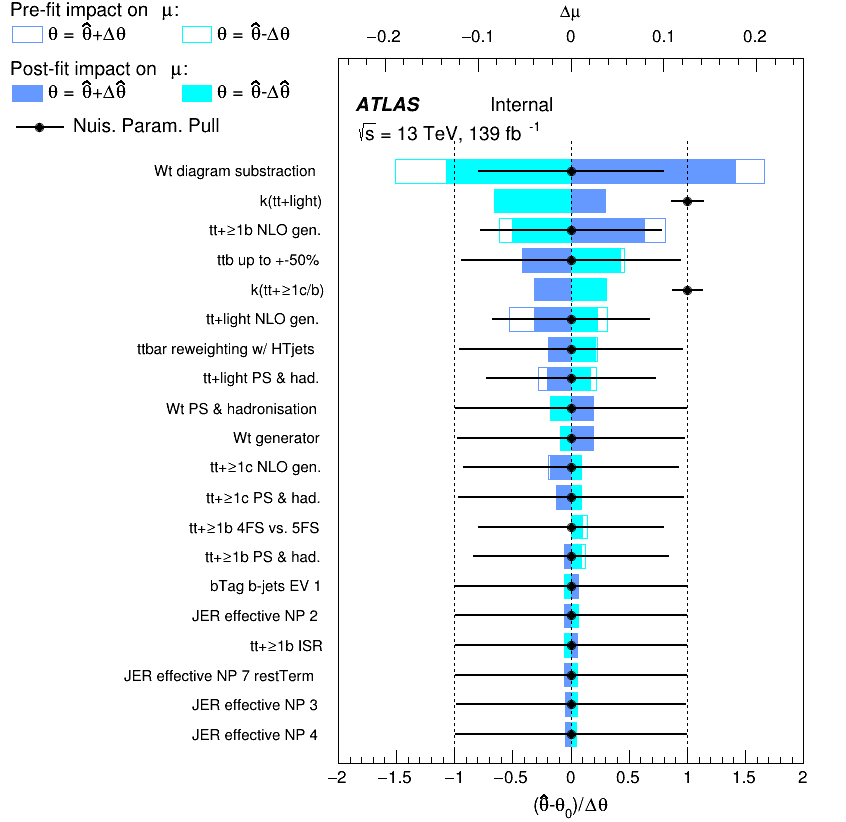 Pre-fit impact on μ:
θ = θ̂+Δθ θ = θ̂-Δθ
Post-fit impact on μ:
θ = θ̂+Δθ̂ θ = θ̂-Δθ̂
Nuis. Param. Pull
Δμ
−0.2 −0.1 0 0.1 0.2
ATLAS Internal
√s = 13 TeV, 139 fb -1
Wt diagram substraction
k(tt+light)
tt+≥1b NLO gen.
ttb up to +-50%
k(tt+≥1c/b)
tt+light NLO gen.
ttbar reweighting w/ HTjets
tt+light PS & had.
Wt PS & hadronisation
Wt generator
tt+≥1c NLO gen.
tt+≥1c PS & had.
tt+≥1b 4FS vs. 5FS
tt+≥1b PS & had.
bTag b-jets EV 1
JER effective NP 2
tt+≥1b ISR
JER effective NP 7 restTerm
JER effective NP 3
JER effective NP 4
−2 −1.5 −1 −0.5 0 0.5 1 1.5 2
(θ̂-θ₀)/Δθ